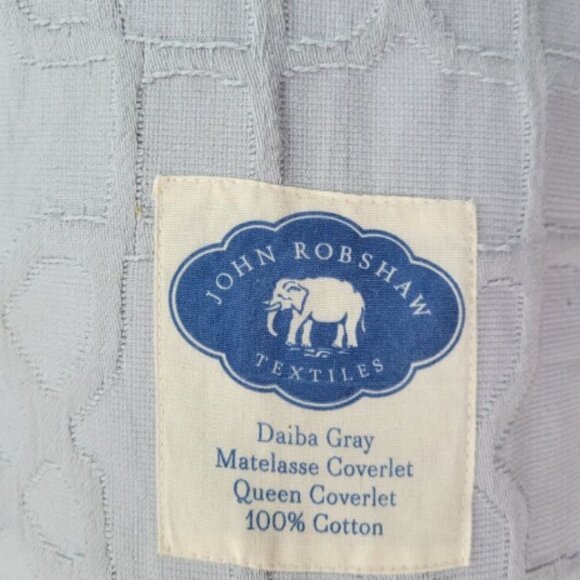 JOHN ROBSHAW
TEXTILES
Daiba Gray
Matelasse Coverlet
Queen Coverlet
100% Cotton